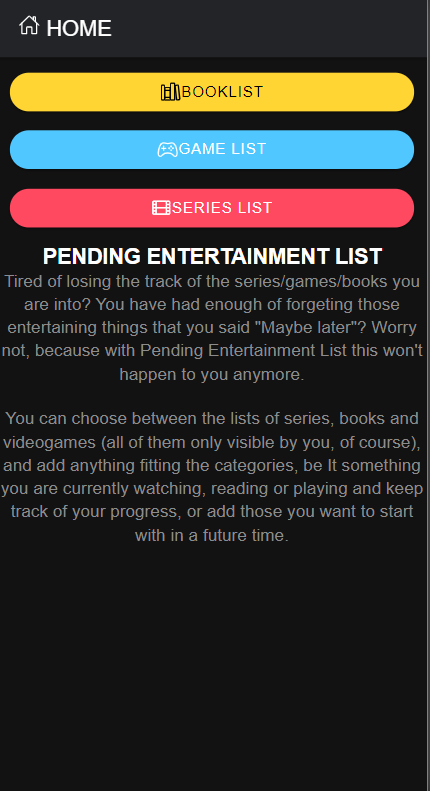 HOME
BOOKLIST
GAME LIST
SERIES LIST
PENDING ENTERTAINMENT LIST
Tired of losing the track of the series/games/books you
are into? You have had enough of forgeting those
entertaining things that you said "Maybe later"? Worry
not, because with Pending Entertainment List this won't
happen to you anymore.
You can choose between the lists of series, books and
videogames (all of them only visible by you, of course),
and add anything fitting the categories, be It something
you are currently watching, reading or playing and keep
track of your progress, or add those you want to start
with in a future time.